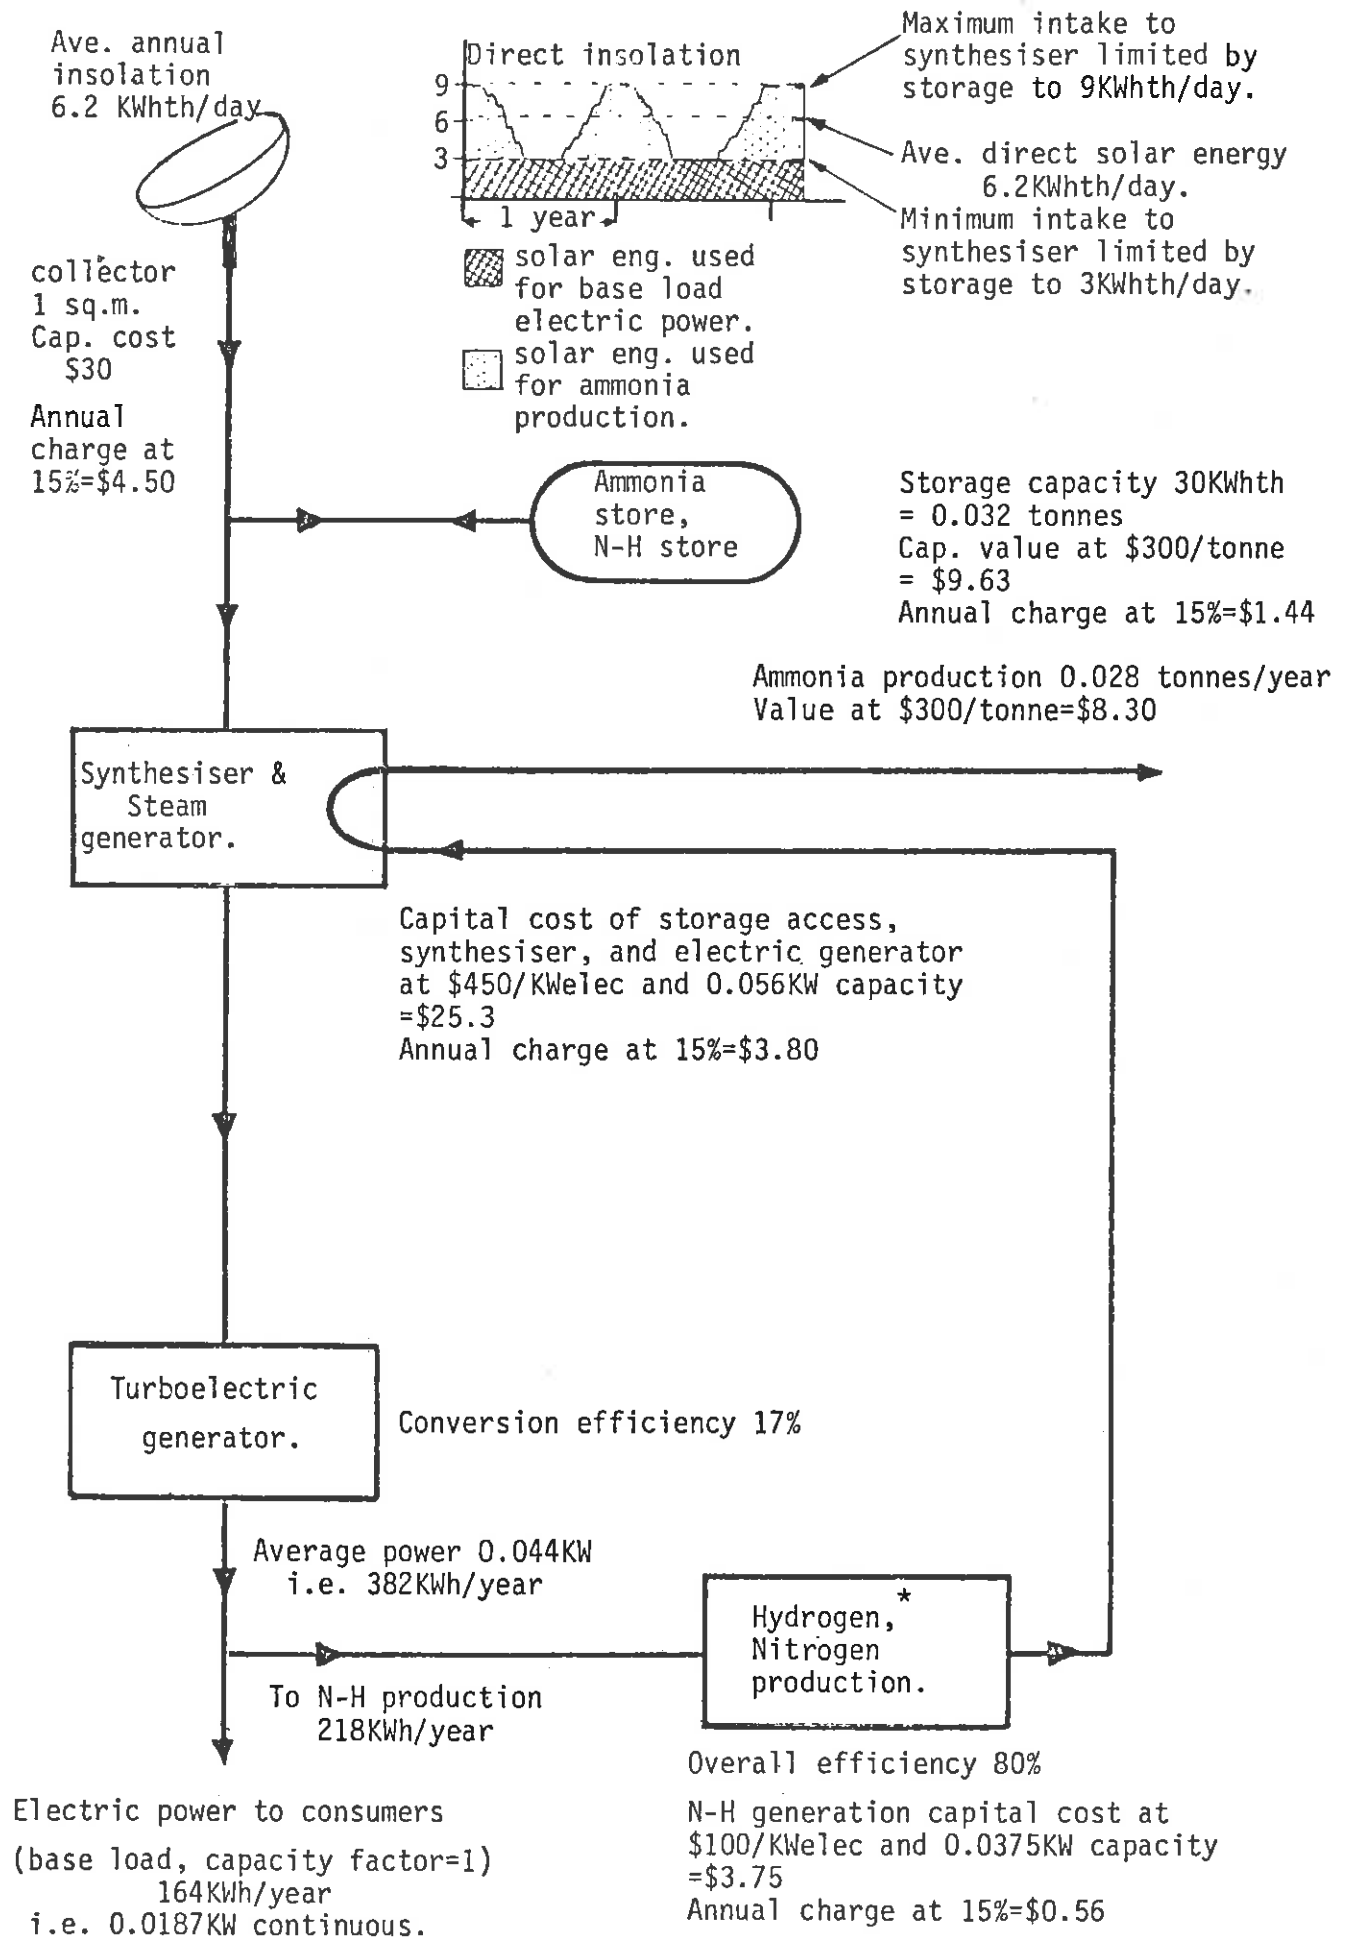 Ave. annual
insolation
6.2 KWhth/day
Direct insolation
9
6
3
1 year
Maximum intake to
synthesiser limited by
storage to 9KWhth/day.
Ave. direct solar energy
6.2KWhth/day.
Minimum intake to
synthesiser limited by
storage to 3KWhth/day.
solar eng. used
for base load
electric power.
solar eng. used
for ammonia
production.
collector
1 sq.m.
Cap. cost
$30
Annual
charge at
15%=$4.50
Ammonia
store,
N-H store
Storage capacity 30KWhth
= 0.032 tonnes
Cap. value at $300/tonne
= $9.63
Annual charge at 15%=$1.44
Ammonia production 0.028 tonnes/year
Value at $300/tonne=$8.30
Synthesiser &
Steam
generator.
Capital cost of storage access,
synthesiser, and electric generator
at $450/KWelec and 0.056KW capacity
=$25.3
Annual charge at 15%=$3.80
Turboelectric
generator.
Conversion efficiency 17%
Average power 0.044KW
i.e. 382KWh/year
To N-H production
218KWh/year
Hydrogen,*
Nitrogen
production.
Overall efficiency 80%
N-H generation capital cost at
$100/KWelec and 0.0375KW capacity
=$3.75
Annual charge at 15%=$0.56
Electric power to consumers
(base load, capacity factor=1)
164KWh/year
i.e. 0.0187KW continuous.